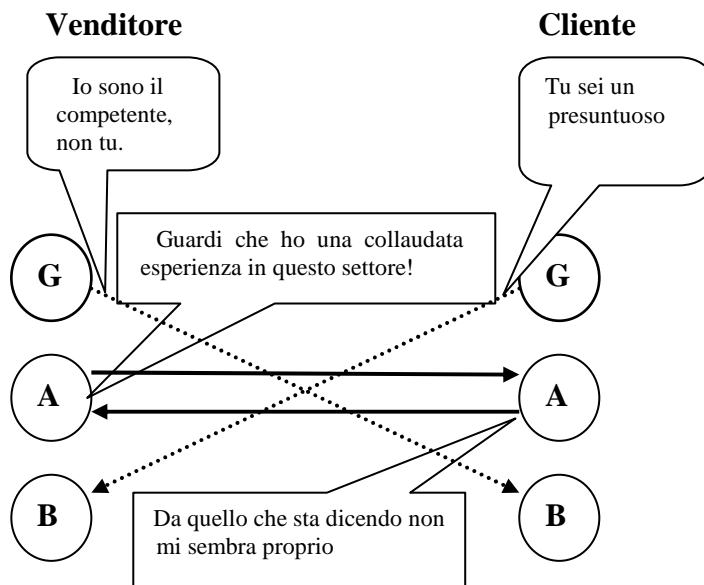 Venditore
Cliente
Io sono il
competente,
non tu.
Tu sei un
presuntuoso
Guardi che ho una collaudata
esperienza in questo settore!
G
G
A
A
B
B
Da quello che sta dicendo non
mi sembra proprio